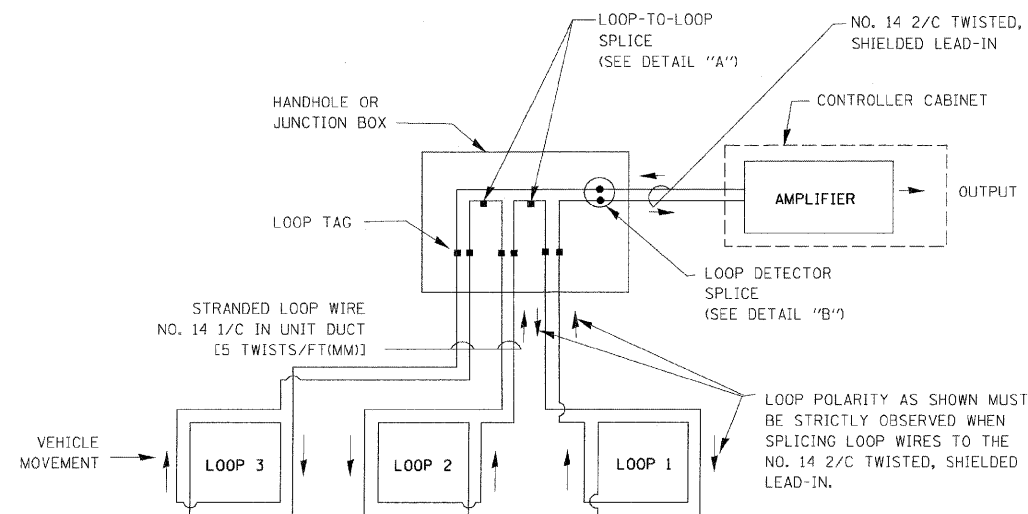 LOOP-TO-LOOP
SPLICE
(SEE DETAIL "A")
NO. 14 2/C TWISTED,
SHIELDED LEAD-IN
HANDHOLE OR
JUNCTION BOX
CONTROLLER CABINET
AMPLIFIER
OUTPUT
LOOP TAG
LOOP DETECTOR
SPLICE
(SEE DETAIL "B")
STRANDED LOOP WIRE
NO. 14 1/C IN UNIT DUCT
[5 TWISTS/FT(MM)]
LOOP POLARITY AS SHOWN MUST
BE STRICTLY OBSERVED WHEN
SPLICING LOOP WIRES TO THE
NO. 14 2/C TWISTED, SHIELDED
LEAD-IN.
VEHICLE
MOVEMENT
LOOP 3
LOOP 2
LOOP 1